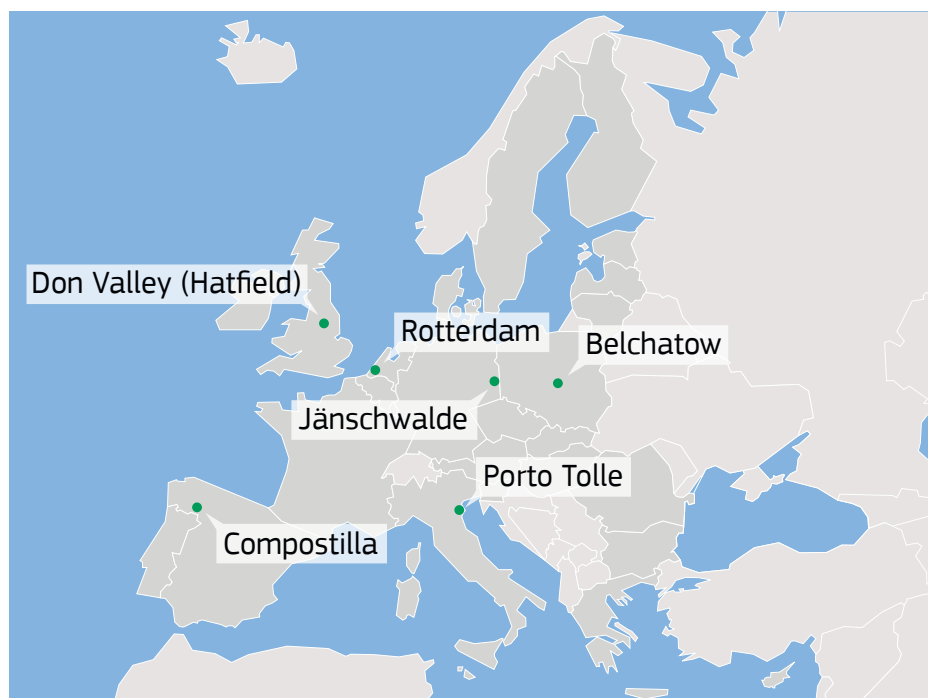 Don Valley (Hatfield)
Rotterdam
Belchatow
Jänschwalde
Porto Tolle
Compostilla